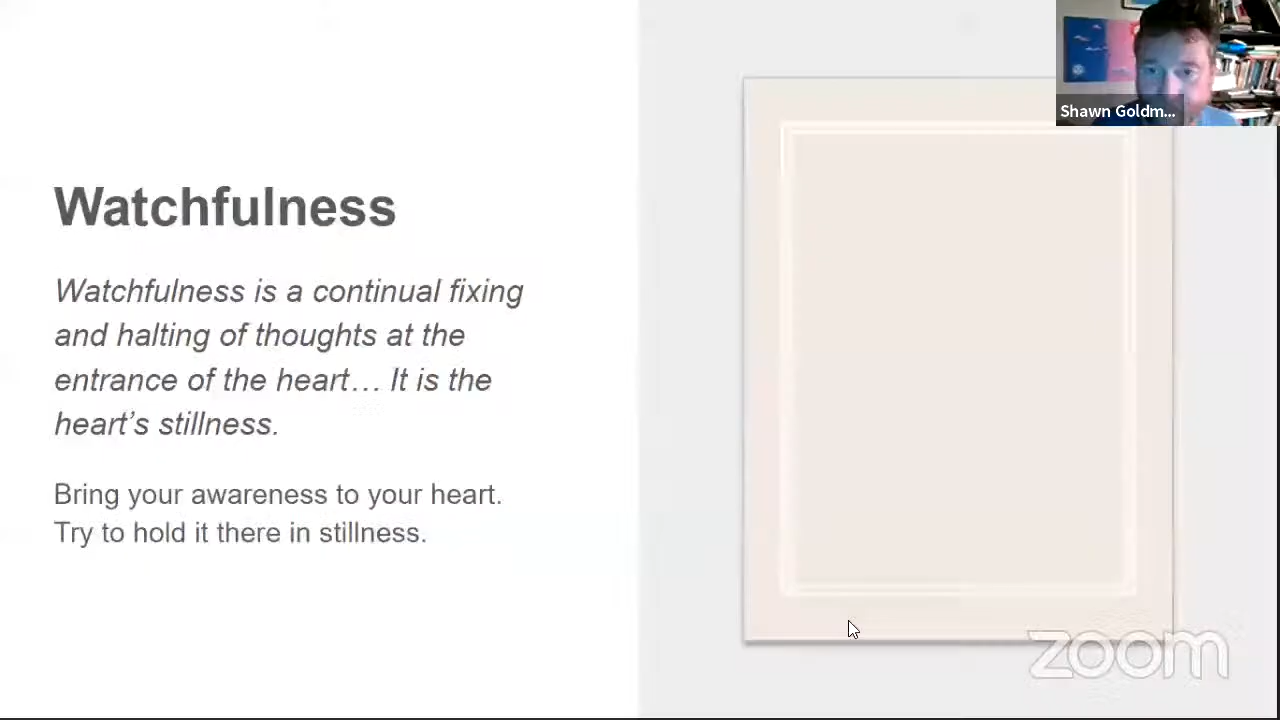 Shawn Goldm...
Watchfulness
Watchfulness is a continual fixing
and halting of thoughts at the
entrance of the heart… It is the
heart’s stillness.
Bring your awareness to your heart.
Try to hold it there in stillness.
zoom